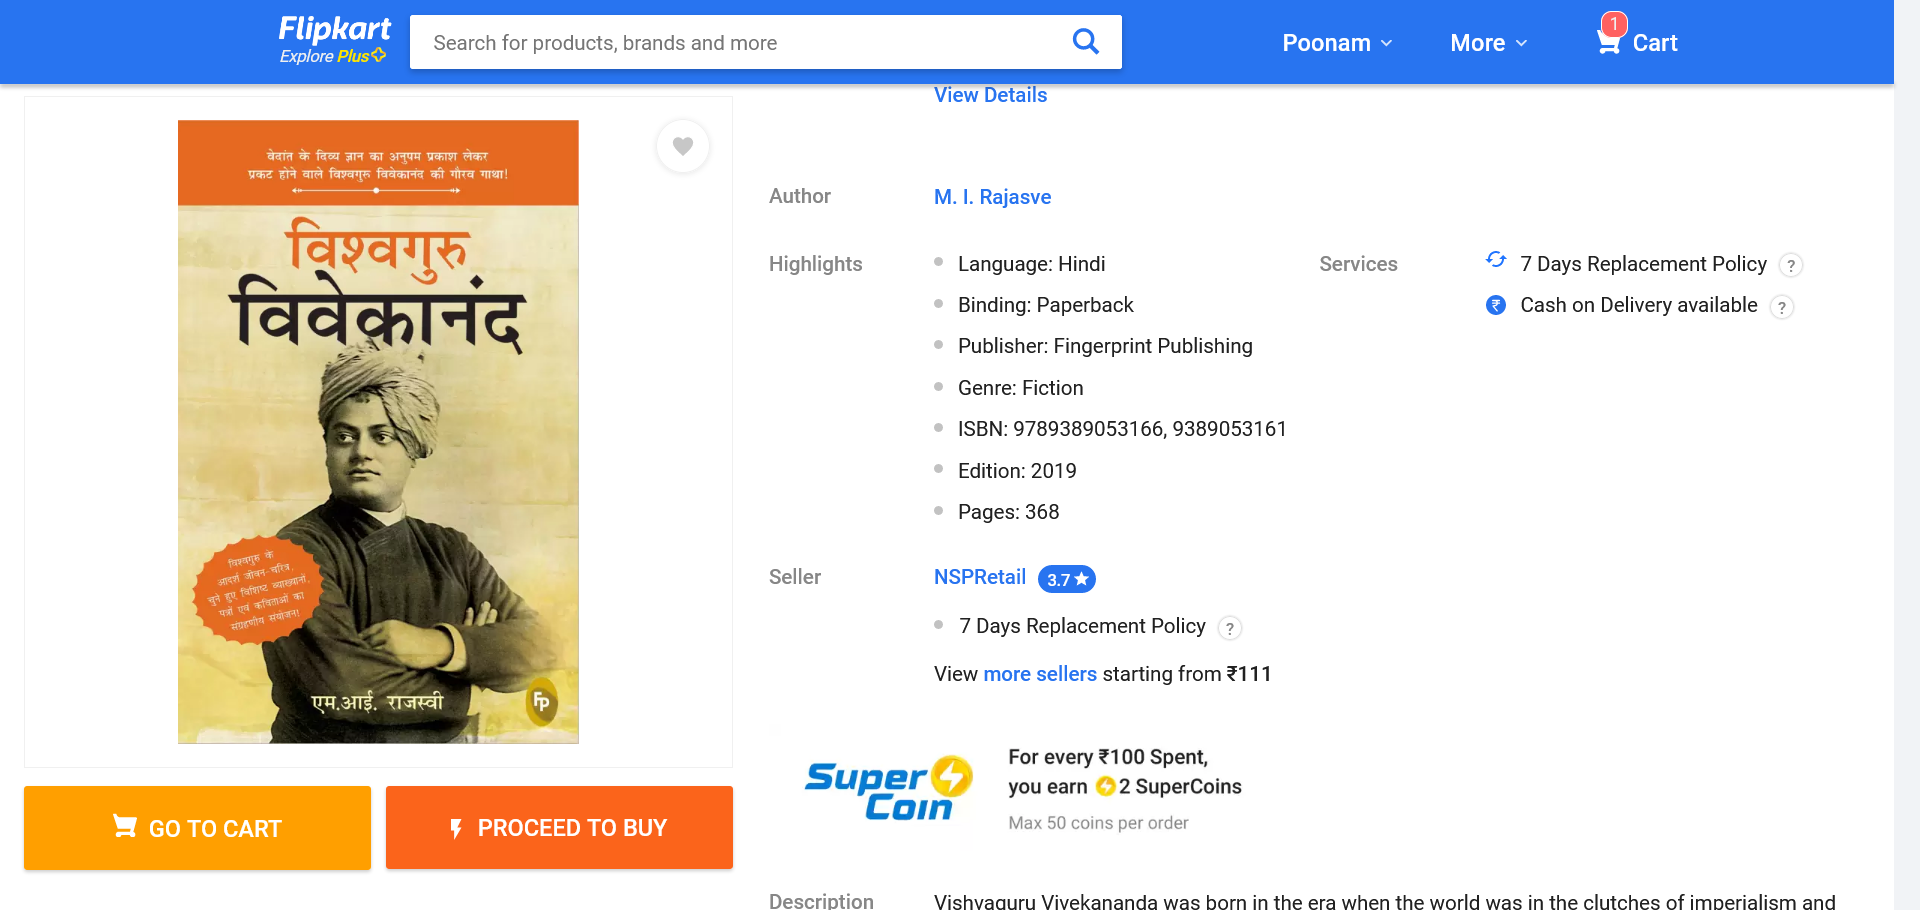 Flipkart
Explore Plus
Search for products, brands and more
Poonam
More
1
Cart
वेदांत के दिव्य ज्ञान का अनुपम प्रकाश लेकर
प्रकट होने वाले विश्वगुरु विवेकानंद की गौरव गाथा!
विश्वगुरु
विवेकानंद
विश्वगुरु के
आदर्श जीवन-चरित्र,
चुने हुए विशिष्ट व्याख्यानों,
पत्रों एवं कविताओं का
संग्रहणीय संयोजन!
एम.आई. राजस्वी
FP
GO TO CART
PROCEED TO BUY
View Details
Author
M. I. Rajasve
Highlights
Language: Hindi
Binding: Paperback
Publisher: Fingerprint Publishing
Genre: Fiction
ISBN: 9789389053166, 9389053161
Edition: 2019
Pages: 368
Services
7 Days Replacement Policy ?
₹ Cash on Delivery available ?
Seller
NSPRetail 3.7★
7 Days Replacement Policy ?
View more sellers starting from ₹111
Super
Coin
For every ₹100 Spent,
you earn 2 SuperCoins
Max 50 coins per order
Description
Vishvaguru Vivekananda was born in the era when the world was in the clutches of imperialism and